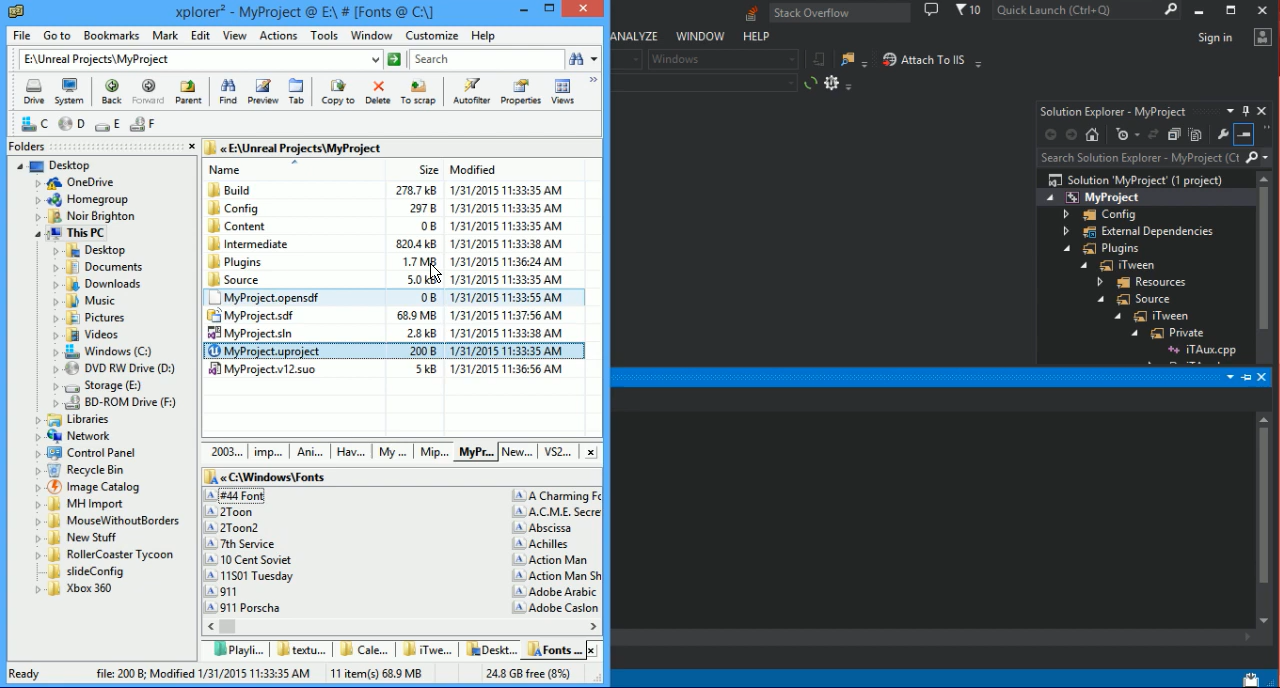 xplorer² - MyProject @ E:\ # [Fonts @ C:\]
File Go to Bookmarks Mark Edit View Actions Tools Window Customize Help
E:\Unreal Projects\MyProject Search
Drive System Back Forward Parent Find Preview Tab Copy to Delete To scrap Autofilter Properties Views
C D E F
Folders
Desktop
OneDrive
Homegroup
Noir Brighton
This PC
Desktop
Documents
Downloads
Music
Pictures
Videos
Windows (C:)
DVD RW Drive (D:)
Storage (E:)
BD-ROM Drive (F:)
Libraries
Network
Control Panel
Recycle Bin
Image Catalog
MH Import
MouseWithoutBorders
New Stuff
RollerCoaster Tycoon
slideConfig
Xbox 360
« E:\Unreal Projects\MyProject
Name Size Modified
Build 278.7 kB 1/31/2015 11:33:35 AM
Config 297 B 1/31/2015 11:33:35 AM
Content 0 B 1/31/2015 11:33:35 AM
Intermediate 820.4 kB 1/31/2015 11:33:38 AM
Plugins 1.7 MB 1/31/2015 11:36:24 AM
Source 5.0 kB 1/31/2015 11:33:35 AM
MyProject.opensdf 0 B 1/31/2015 11:33:55 AM
MyProject.sdf 68.9 MB 1/31/2015 11:37:56 AM
MyProject.sln 2.8 kB 1/31/2015 11:33:38 AM
MyProject.uproject 200 B 1/31/2015 11:33:35 AM
MyProject.v12.suo 5 kB 1/31/2015 11:36:56 AM
2003... imp... Ani... Hav... My ... Mip... MyPr... New... VS2...
« C:\Windows\Fonts
#44 Font
2Toon
2Toon2
7th Service
10 Cent Soviet
11S01 Tuesday
911
911 Porscha
A Charming Fo
A.C.M.E. Secre
Abscissa
Achilles
Action Man
Action Man Sh
Adobe Arabic
Adobe Caslon
Playli... textu... Cale... iTwe... Deskt... Fonts ...
Ready file: 200 B; Modified 1/31/2015 11:33:35 AM 11 item(s) 68.9 MB 24.8 GB free (8%)
Stack Overflow 10 Quick Launch (Ctrl+Q)
ANALYZE WINDOW HELP Sign in
Windows Attach To IIS
Solution Explorer - MyProject
Search Solution Explorer - MyProject (Ct
Solution 'MyProject' (1 project)
MyProject
Config
External Dependencies
Plugins
iTween
Resources
Source
iTween
Private
iTAux.cpp